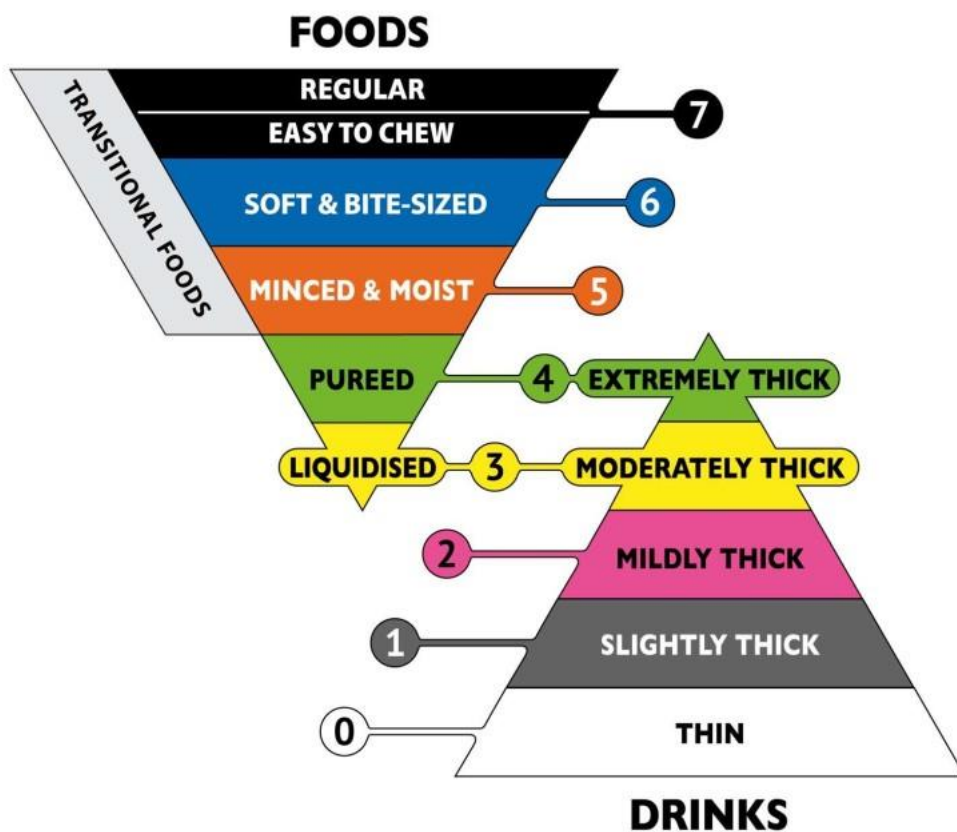 FOODS
TRANSITIONAL FOODS
REGULAR
7
EASY TO CHEW
SOFT & BITE-SIZED
6
MINCED & MOIST
5
PUREED
4
EXTREMELY THICK
LIQUIDISED
3
MODERATELY THICK
2
MILDLY THICK
1
SLIGHTLY THICK
0
THIN
DRINKS